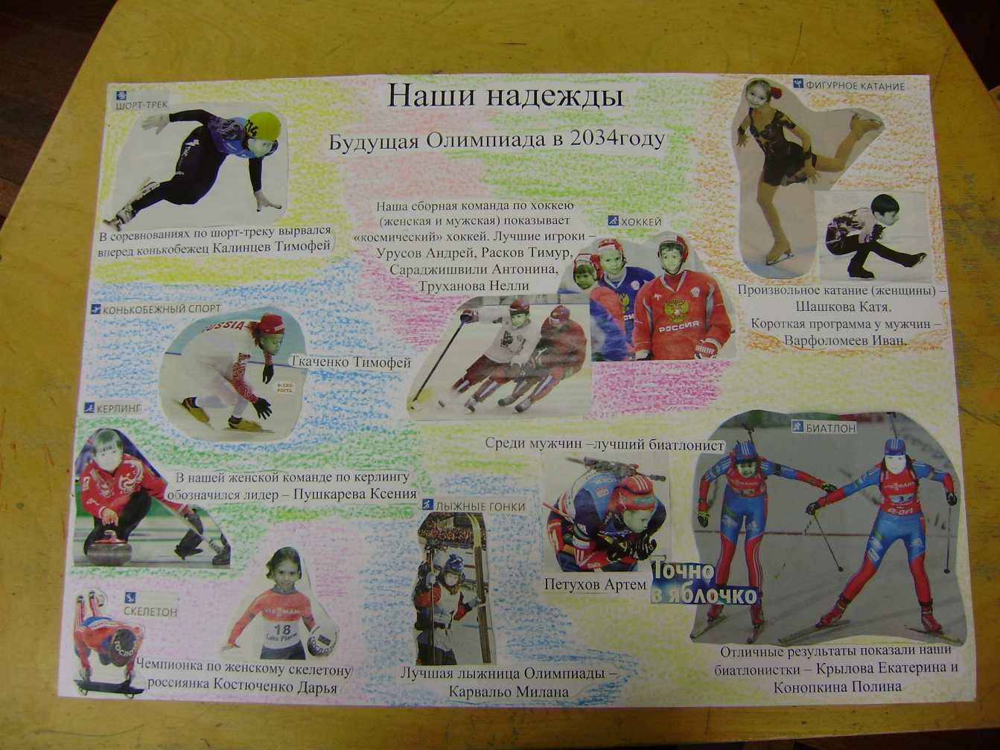 Наши надежды
Будущая Олимпиада в 2034году
ШОРТ-ТРЕК
В соревнованиях по шорт-треку вырвался
вперед конькобежец Калинцев Тимофей
Наша сборная команда по хоккею
(женская и мужская) показывает
«космический» хоккей. Лучшие игроки –
Урусов Андрей, Расков Тимур,
Сараджишвили Антонина,
Труханова Нелли
ХОККЕЙ
РОССИЯ
ФИГУРНОЕ КАТАНИЕ
Произвольное катание (женщины) –
Шашкова Катя.
Короткая программа у мужчин –
Варфоломеев Иван.
КОНЬКОБЕЖНЫЙ СПОРТ
RUSSIA
Ткаченко Тимофей
КЕРЛИНГ
В нашей женской команде по керлингу
обозначился лидер – Пушкарева Ксения
Среди мужчин –лучший биатлонист
Петухов Артем
Точно
в яблочко
БИАТЛОН
VIESSMANN
VIESSMANN
Отличные результаты показали наши
биатлонистки – Крылова Екатерина и
Конопкина Полина
ЛЫЖНЫЕ ГОНКИ
Лучшая лыжница Олимпиады –
Карвальо Милана
СКЕЛЕТОН
VIESMANN
18
Lake Placid
Чемпионка по женскому скелетону
россиянка Костюченко Дарья